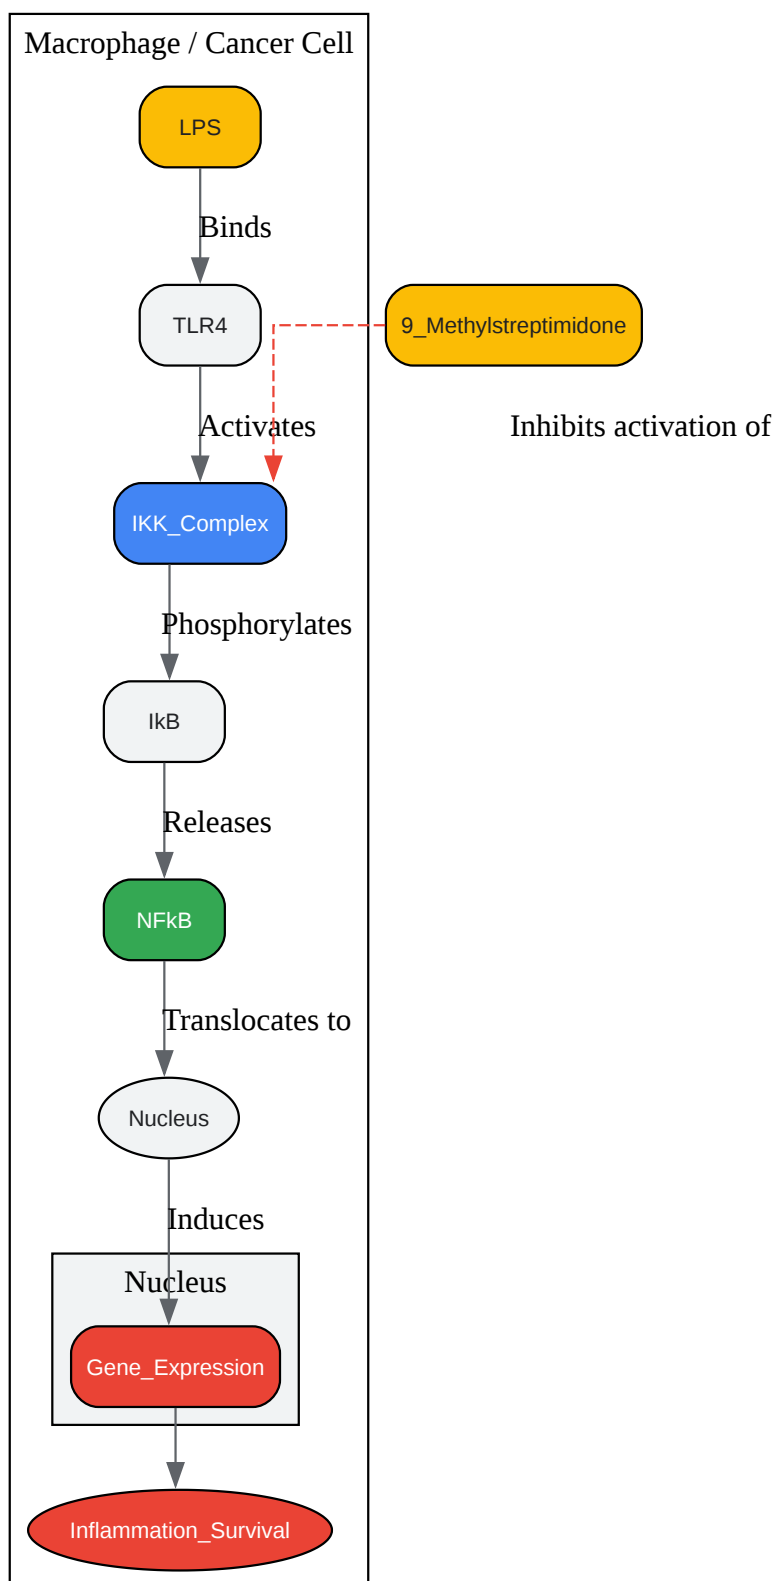 Macrophage / Cancer Cell
LPS
Binds
TLR4
9_Methylstreptimidone
Activates
Inhibits activation of
IKK_Complex
Phosphorylates
IkB
Releases
NFkB
Translocates to
Nucleus
Induces
Nucleus
Gene_Expression
Inflammation_Survival